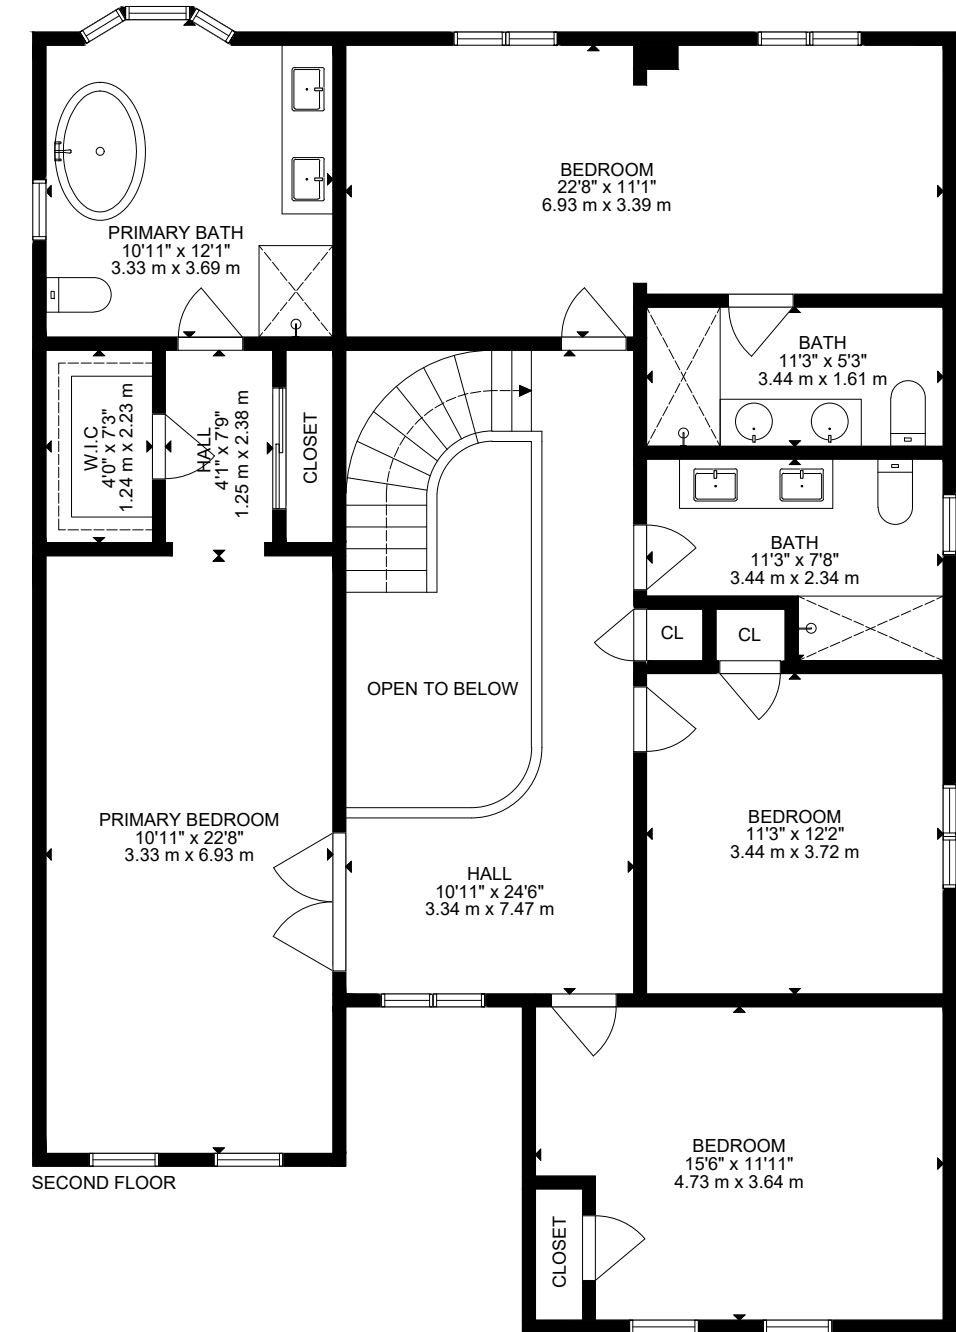 BEDROOM
22'8" x 11'1"
6.93 m x 3.39 m
PRIMARY BATH
10'11" x 12'1"
3.33 m x 3.69 m
BATH
11'3" x 5'3"
3.44 m x 1.61 m
W.I.C
4'0" x 7'3"
1.24 m x 2.23 m
HALL
4'1" x 7'9"
1.25 m x 2.38 m
CLOSET
BATH
11'3" x 7'8"
3.44 m x 2.34 m
CL
CL
OPEN TO BELOW
PRIMARY BEDROOM
10'11" x 22'8"
3.33 m x 6.93 m
BEDROOM
11'3" x 12'2"
3.44 m x 3.72 m
HALL
10'11" x 24'6"
3.34 m x 7.47 m
BEDROOM
15'6" x 11'11"
4.73 m x 3.64 m
SECOND FLOOR
CLOSET